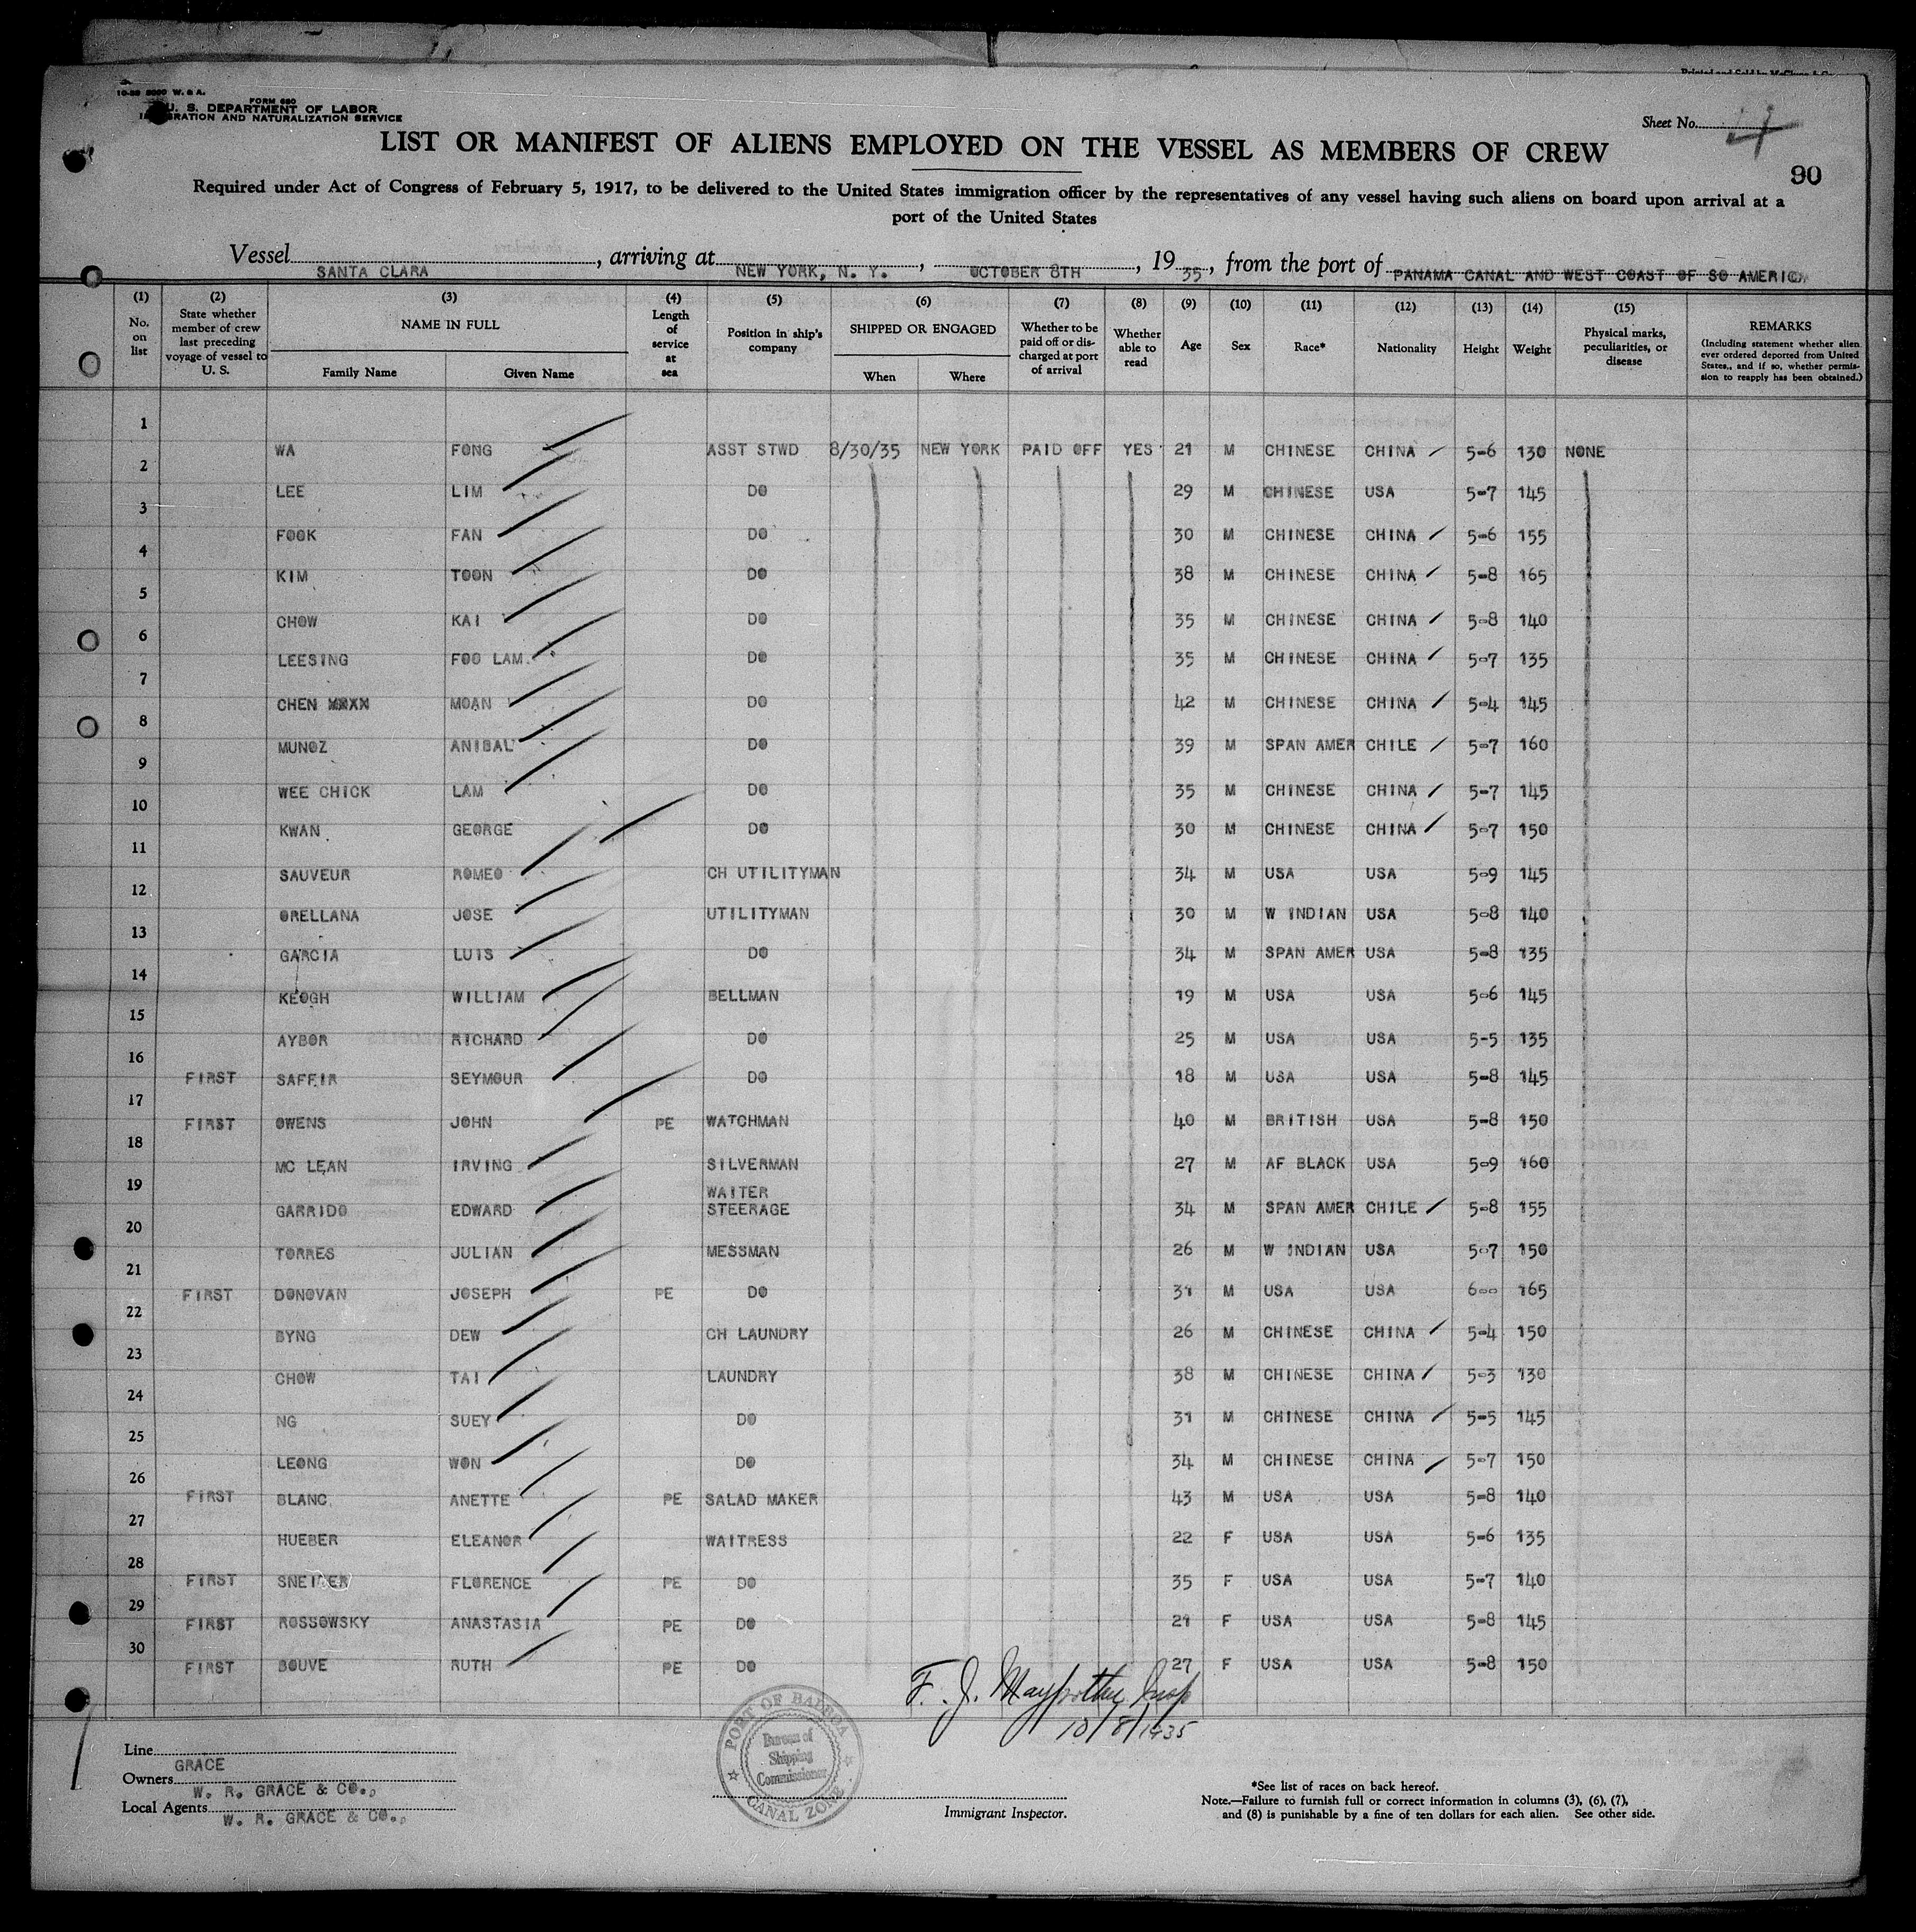 10-33 2000 W. & A.
FORM 680
U. S. DEPARTMENT OF LABOR
IMMIGRATION AND NATURALIZATION SERVICE
Sheet No. 4
LIST OR MANIFEST OF ALIENS EMPLOYED ON THE VESSEL AS MEMBERS OF CREW
90
Required under Act of Congress of February 5, 1917, to be delivered to the United States immigration officer by the representatives of any vessel having such aliens on board upon arrival at a
port of the United States
Vessel SANTA CLARA, arriving at NEW YORK, N. Y., OCTOBER 8TH, 1935, from the port of PANAMA CANAL AND WEST COAST OF SO AMERICA
(1) No. on list (2) State whether member of crew last preceding voyage of vessel to U. S. (3) NAME IN FULL Family Name Given Name (4) Length of service at sea (5) Position in ship's company (6) SHIPPED OR ENGAGED When Where (7) Whether to be paid off or discharged at port of arrival (8) Whether able to read (9) Age (10) Sex (11) Race* (12) Nationality (13) Height (14) Weight (15) Physical marks, peculiarities, or disease REMARKS (Including statement whether alien ever ordered deported from United States., and if so, whether permission to reapply has been obtained.)
1 WA FONG ASST STWD 8/30/35 NEW YORK PAID OFF YES 21 M CHINESE CHINA 5-6 130 NONE
2 LEE LIM DO 29 M CHINESE USA 5-7 145
3 FOOK FAN DO 30 M CHINESE CHINA 5-6 155
4 KIM TOON DO 38 M CHINESE CHINA 5-8 165
5 CHOW KAI DO 35 M CHINESE CHINA 5-8 140
6 LEESING FOO LAM DO 35 M CHINESE CHINA 5-7 135
7 CHEN MOAN DO 42 M CHINESE CHINA 5-4 145
8 MUNOZ ANIBAL DO 39 M SPAN AMER CHILE 5-7 160
9 WEE CHICK LAM DO 35 M CHINESE CHINA 5-7 145
10 KWAN GEORGE DO 30 M CHINESE CHINA 5-7 150
11 SAUVEUR ROMEO CH UTILITYMAN 34 M USA USA 5-9 145
12 ORELLANA JOSE UTILITYMAN 30 M W INDIAN USA 5-8 140
13 GARCIA LUIS DO 34 M SPAN AMER USA 5-8 135
14 KEOGH WILLIAM BELLMAN 19 M USA USA 5-6 145
15 AYBOR RICHARD DO 25 M USA USA 5-5 135
16 FIRST SAFFIR SEYMOUR DO 18 M USA USA 5-8 145
17 FIRST OWENS JOHN PE WATCHMAN 40 M BRITISH USA 5-8 150
18 MC LEAN IRVING SILVERMAN 27 M AF BLACK USA 5-9 160
19 GARRIDO EDWARD WAITER STEERAGE 34 M SPAN AMER CHILE 5-8 155
20 TORRES JULIAN MESSMAN 26 M W INDIAN USA 5-7 150
21 FIRST DONOVAN JOSEPH PE DO 31 M USA USA 6-- 165
22 BYNG DEW CH LAUNDRY 26 M CHINESE CHINA 5-4 150
23 CHOW TAI LAUNDRY 38 M CHINESE CHINA 5-3 130
24 NG SUEY DO 31 M CHINESE CHINA 5-5 145
25 LEONG WON DO 34 M CHINESE CHINA 5-7 150
26 FIRST BLANC ANETTE PE SALAD MAKER 43 M USA USA 5-8 140
27 HUEBER ELEANOR WAITRESS 22 F USA USA 5-6 135
28 FIRST FLORENCE PE DO 35 F USA USA 5-7 140
29 FIRST ROSSOWSKY ANASTASIA PE DO 21 F USA USA 5-8 145
30 FIRST BOUVE RUTH PE DO 27 F USA USA 5-8 150
F. J. Insp
10/8/1935
PORT OF BALBOA
Bureau of
Shipping
Commissioner
CANAL ZONE
Line GRACE
Owners W. R. GRACE & CO.,
Local Agents W. R. GRACE & CO.,
Immigrant Inspector.
*See list of races on back hereof.
Note.—Failure to furnish full or correct information in columns (3), (6), (7),
and (8) is punishable by a fine of ten dollars for each alien. See other side.